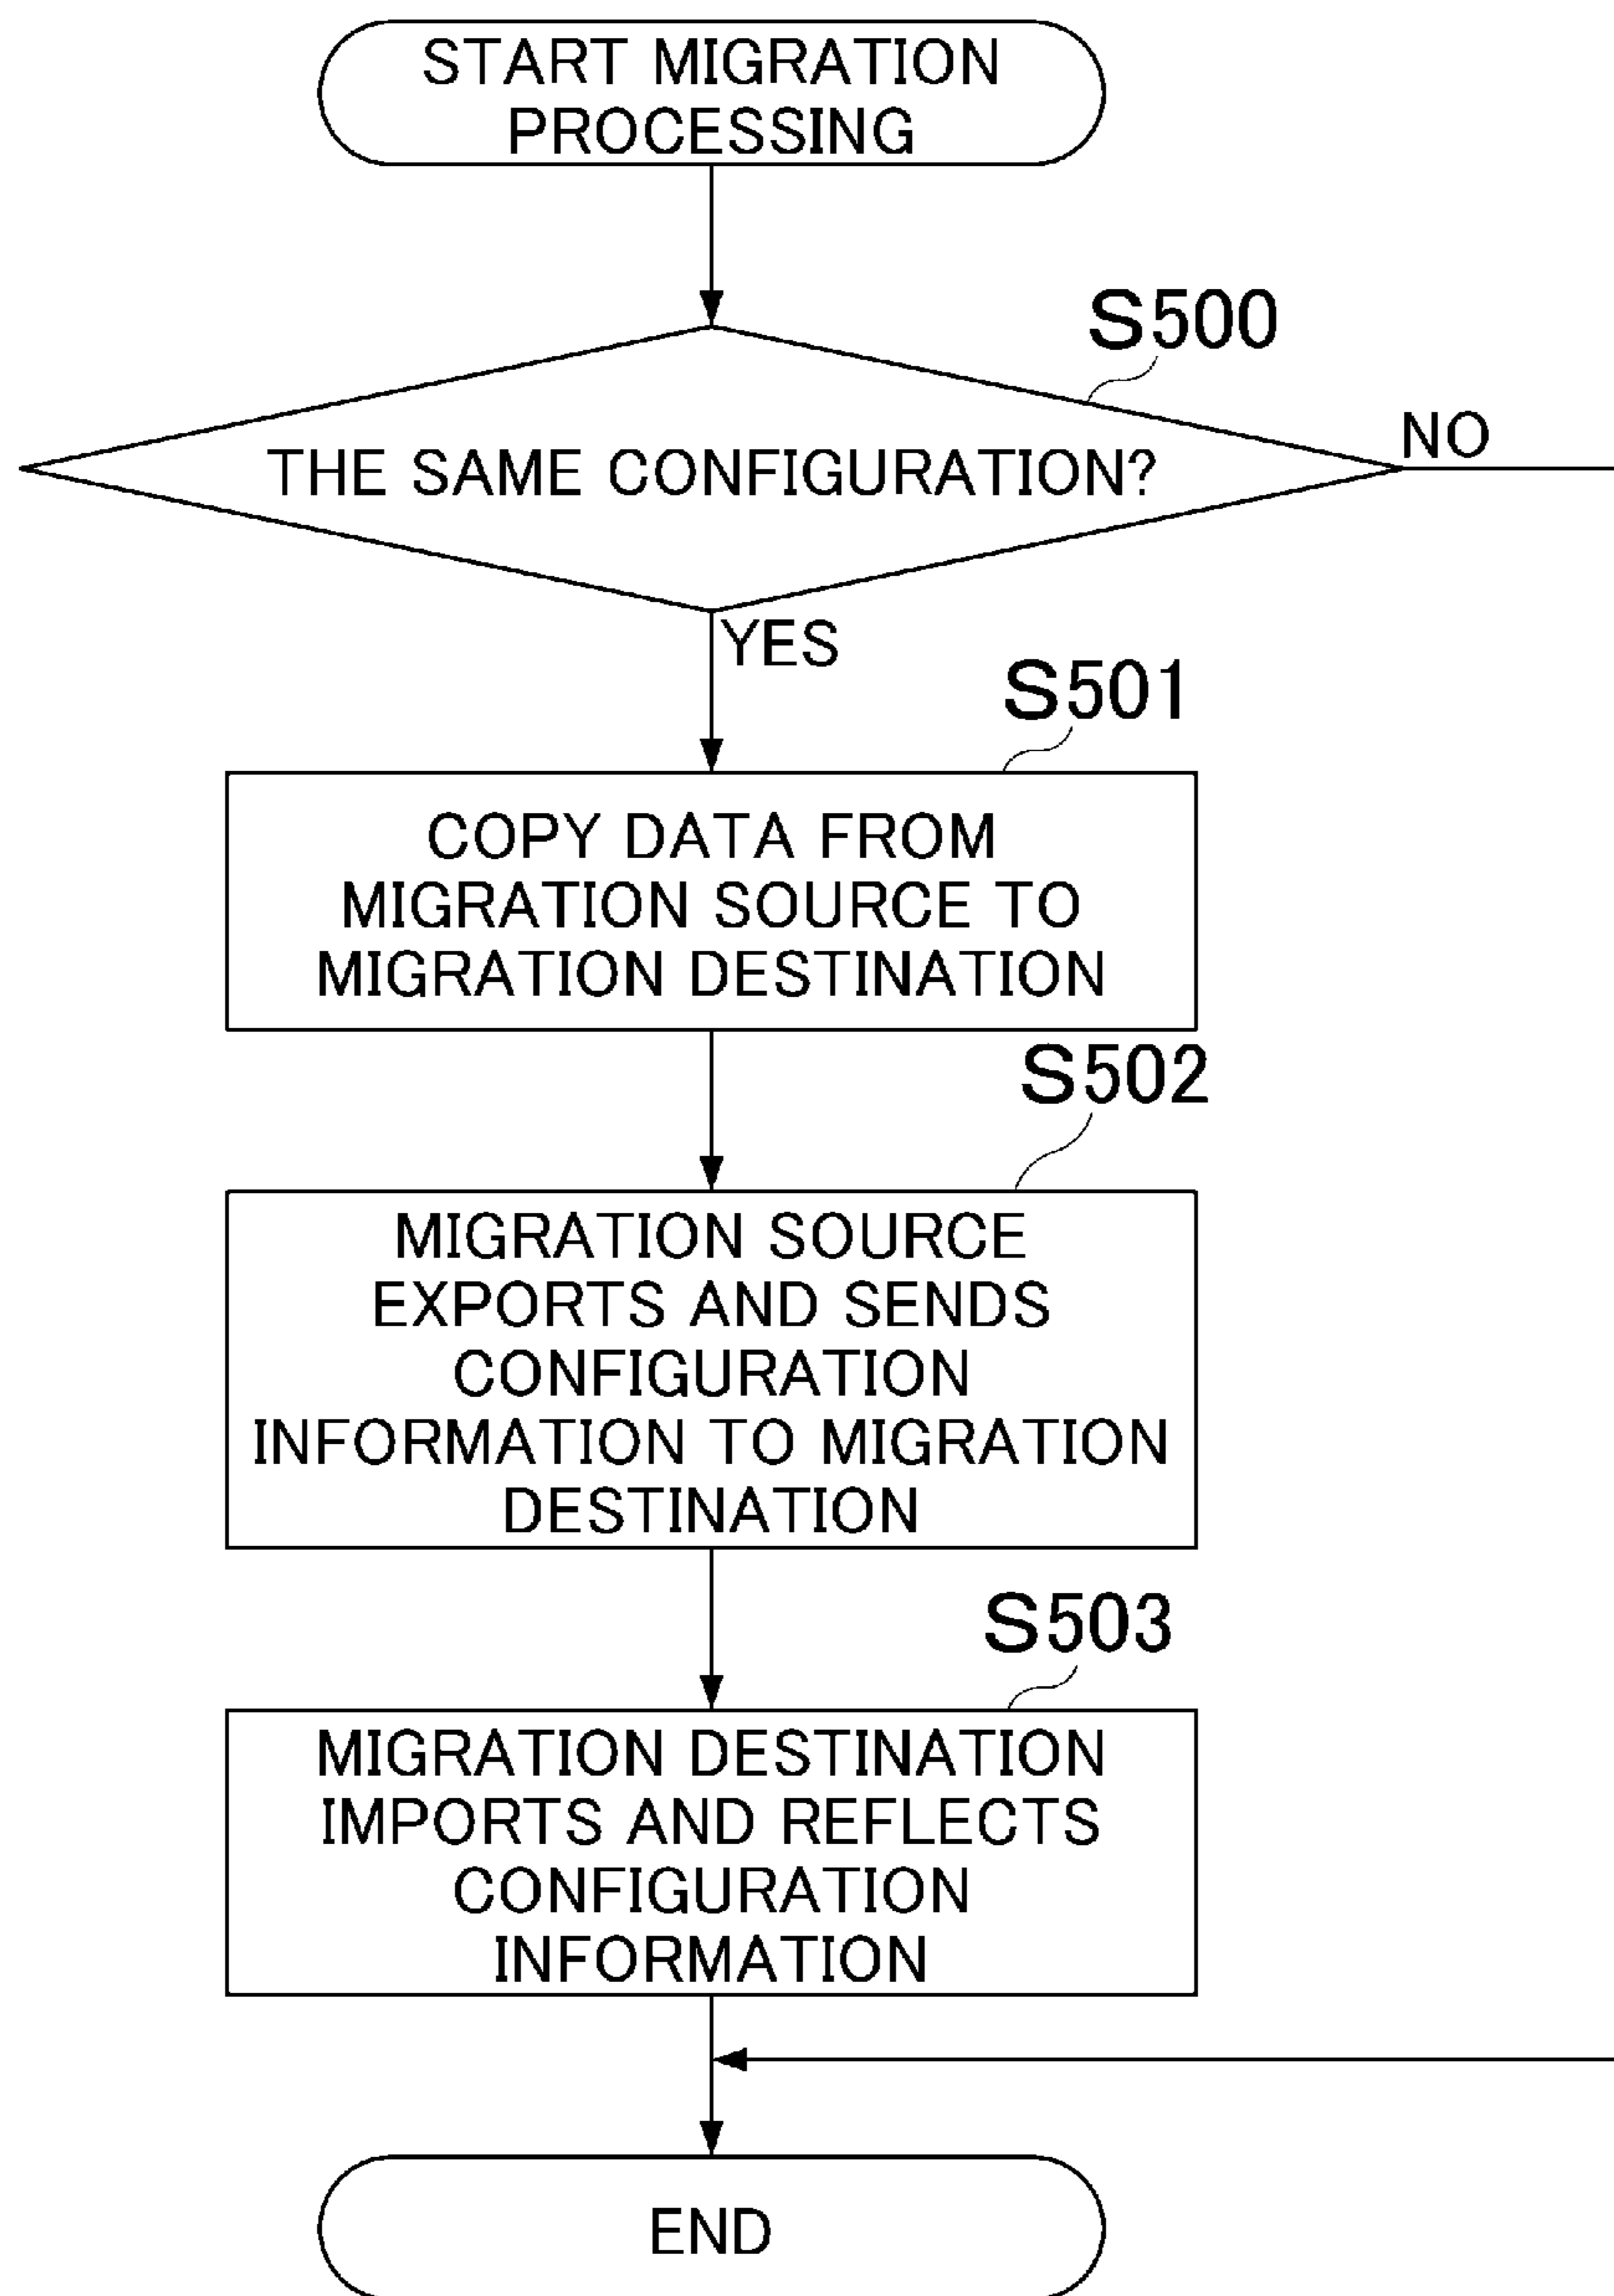 START MIGRATION
PROCESSING
S500
THE SAME CONFIGURATION?
NO
YES
S501
COPY DATA FROM
MIGRATION SOURCE TO
MIGRATION DESTINATION
S502
MIGRATION SOURCE
EXPORTS AND SENDS
CONFIGURATION
INFORMATION TO MIGRATION
DESTINATION
S503
MIGRATION DESTINATION
IMPORTS AND REFLECTS
CONFIGURATION
INFORMATION
END